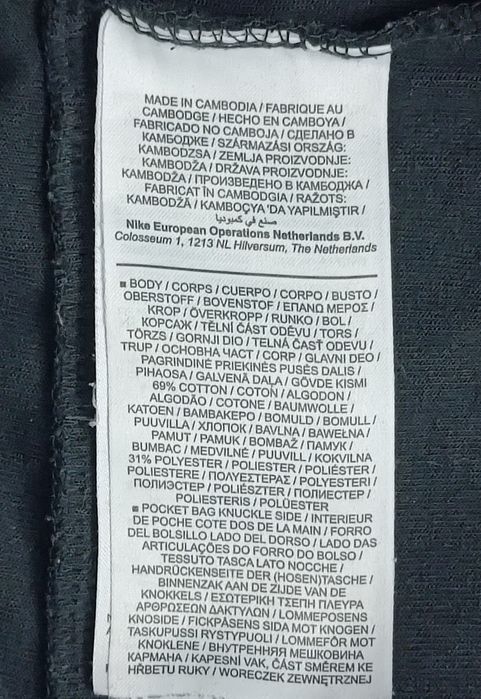 MADE IN CAMBODIA / FABRIQUE AU
CAMBODGE / HECHO EN CAMBOYA /
FABRICADO NO CAMBOJA / СДЕЛАНО В
КАМБОДЖЕ / SZÁRMAZÁSI ORSZÁG:
KAMBODZSA / ZEMLJA PROIZVODNJE:
KAMBODŽA / DRŽAVA PROIZVODNJE:
KAMBODŽA / ПРОИЗВЕДЕНО В КАМБОДЖА /
FABRICAT ÎN CAMBODGIA / RAŽOTS:
KAMBODŽĀ / KAMBOÇYA 'DA YAPILMIŞTIR /
صنع في كمبوديا
Nike European Operations Netherlands B.V.
Colosseum 1, 1213 NL Hilversum, The Netherlands
BODY / CORPS / CUERPO / CORPO / BUSTO /
OBERSTOFF / BOVENSTOF / ΕΠΑΝΩ ΜΕΡΟΣ /
KROP / ÖVERKROPP / RUNKO / BOL /
КОРСАЖ / TĚLNÍ ČÁST ODĚVU / TORS /
TÖRZS / GORNJI DIO / TELNÁ ČASŤ ODEVU /
TRUP / ОСНОВНА ЧАСТ / CORP / GLAVNI DEO /
PAGRINDINĖ PRIEKINĖS PUSĖS DALIS /
PIHAOSA / GALVENĀ DAĻA / GÖVDE KISMI
69% COTTON / COTON / ALGODON /
ALGODÃO / COTONE / BAUMWOLLE /
KATOEN / ΒΑΜΒΑΚΕΡΟ / BOMULD / BOMULL /
PUUVILLA / ХЛОПОК / BAVLNA / BAWEŁNA /
PAMUT / PAMUK / BOMBAŽ / ПАМУК /
BUMBAC / MEDVILNĖ / PUUVILL / KOKVILNA
31% POLYESTER / POLIESTER / POLIÉSTER /
POLIESTERE / ΠΟΛΥΕΣΤΕΡΑΣ / POLYESTERI /
ПОЛИЭСТЕР / POLIÉSZTER / ПОЛИЕСТЕР /
POLIESTERIS / POLÜESTER
POCKET BAG KNUCKLE SIDE / INTERIEUR
DE POCHE COTE DOS DE LA MAIN / FORRO
DEL BOLSILLO LADO DEL DORSO / LADO DAS
ARTICULAÇÕES DO FORRO DO BOLSO /
TESSUTO TASCA LATO NOCCHE /
HANDRÜCKENSEITE DER (HOSEN)TASCHE /
BINNENZAK AAN DE ZIJDE VAN DE
KNOKKELS / ΕΣΩΤΕΡΙΚΗ ΤΣΕΠΗ ΠΛΕΥΡΑ
ΑΡΘΡΩΣΕΩΝ ΔΑΚΤΥΛΩΝ / LOMMEPOSENS
KNOSIDE / FICKPÅSENS SIDA MOT KNOGEN /
TASKUPUSSI RYSTYPUOLI / LOMMEFÔR MOT
KNOKLENE / ВНУТРЕННЯЯ МЕШКОВИНА
КАРМАНА / KAPESNÍ VAK, ČÁST SMĚREM KE
HŘBETU RUKY / WORECZEK ZEWNĘTRZNEJ